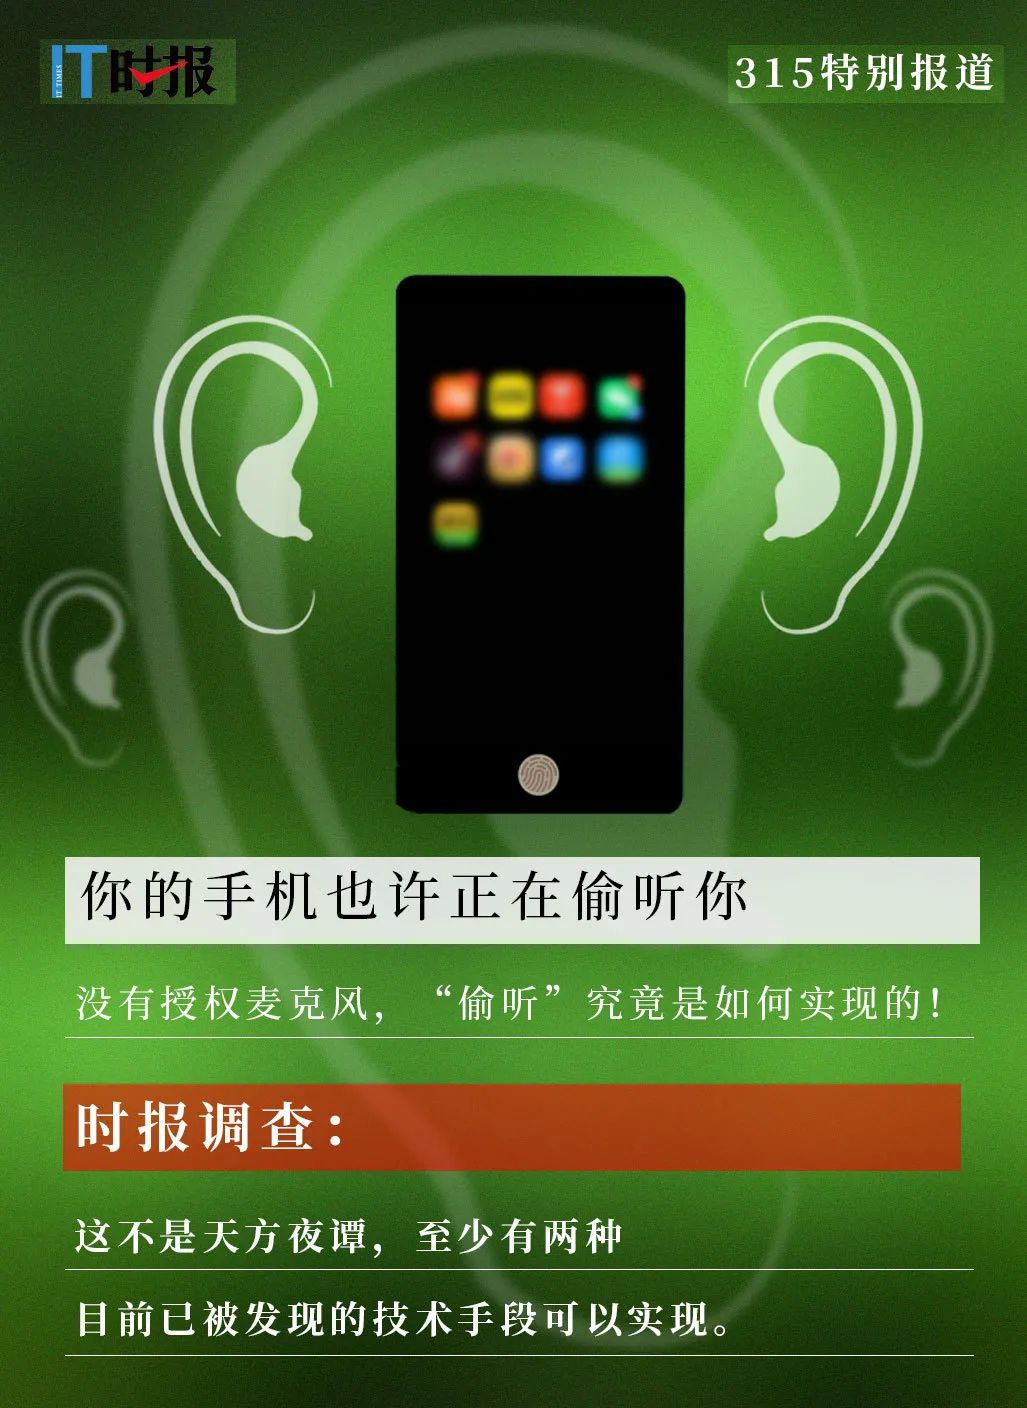 IT时报
IT TIMES
315特别报道
你的手机也许正在偷听你
没有授权麦克风，“偷听”究竟是如何实现的！
时报调查：
这不是天方夜谭，至少有两种
目前已被发现的技术手段可以实现。